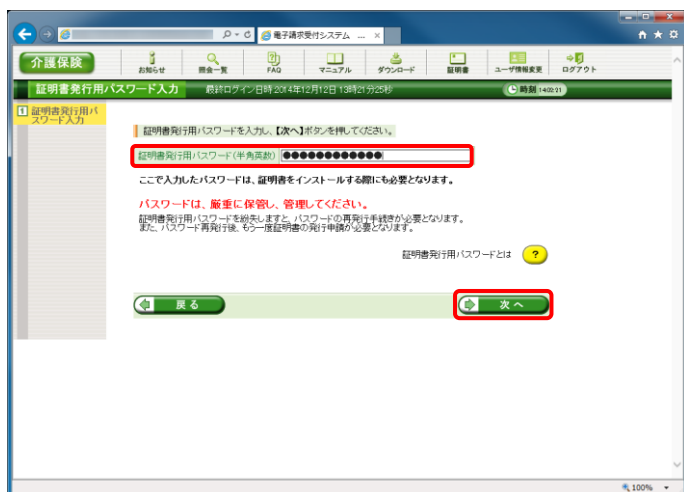 電子請求受付システム ...
介護保険
お知らせ
照会一覧
FAQ
マニュアル
ダウンロード
証明書
ユーザ情報変更
ログアウト
証明書発行用パスワード入力
最終ログイン日時 2014年12月12日 13時21分25秒
時刻 14:02:21
1 証明書発行用パ
スワード入力
証明書発行用パスワードを入力し、【次へ】ボタンを押してください。
証明書発行用パスワード(半角英数) ●●●●●●●●●●●●
ここで入力したパスワードは、証明書をインストールする際にも必要となります。
パスワードは、厳重に保管し、管理してください。
証明書発行用パスワードを紛失しますと、パスワードの再発行手続きが必要となります。
また、パスワード再発行後、もう一度証明書の発行申請が必要となります。
証明書発行用パスワードとは ?
戻る
次へ
100%